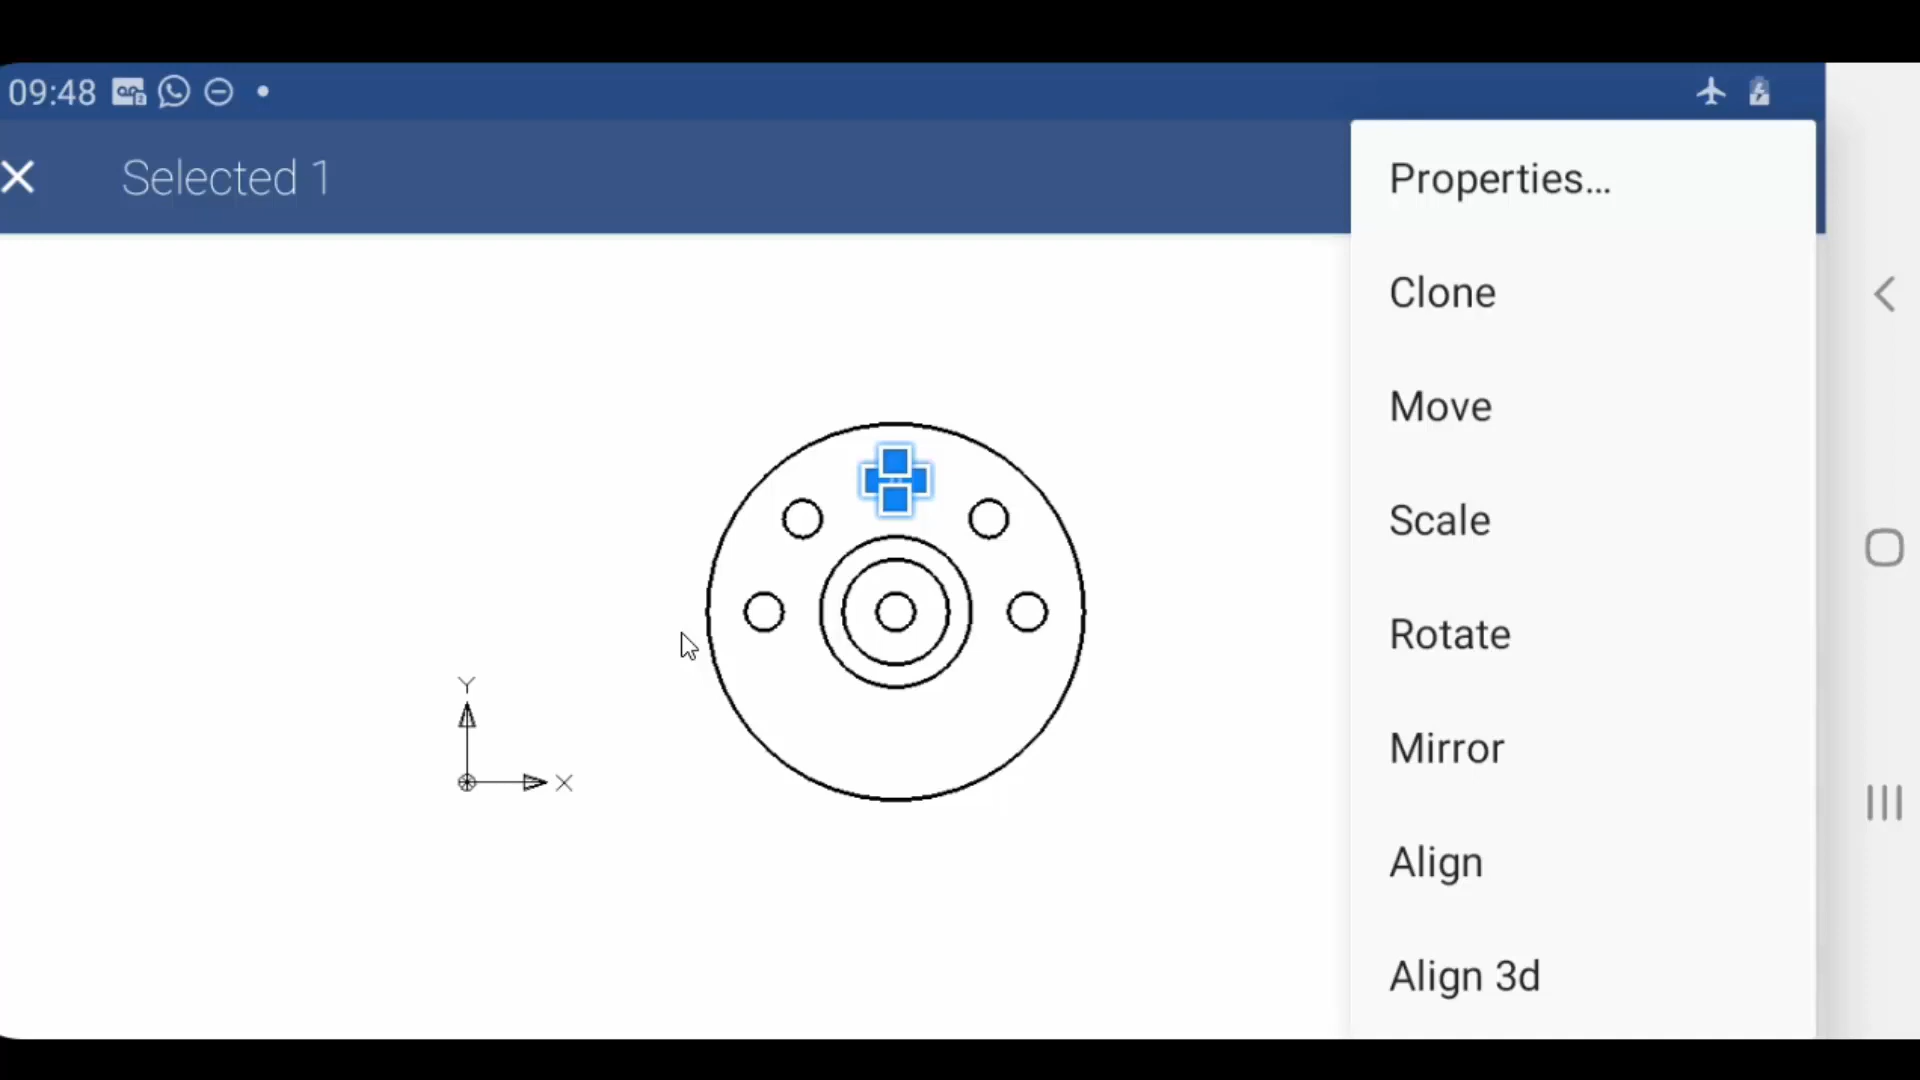 09:48
Selected 1
Properties...
Clone
Move
Scale
Rotate
Mirror
Align
Align 3d
Y
X